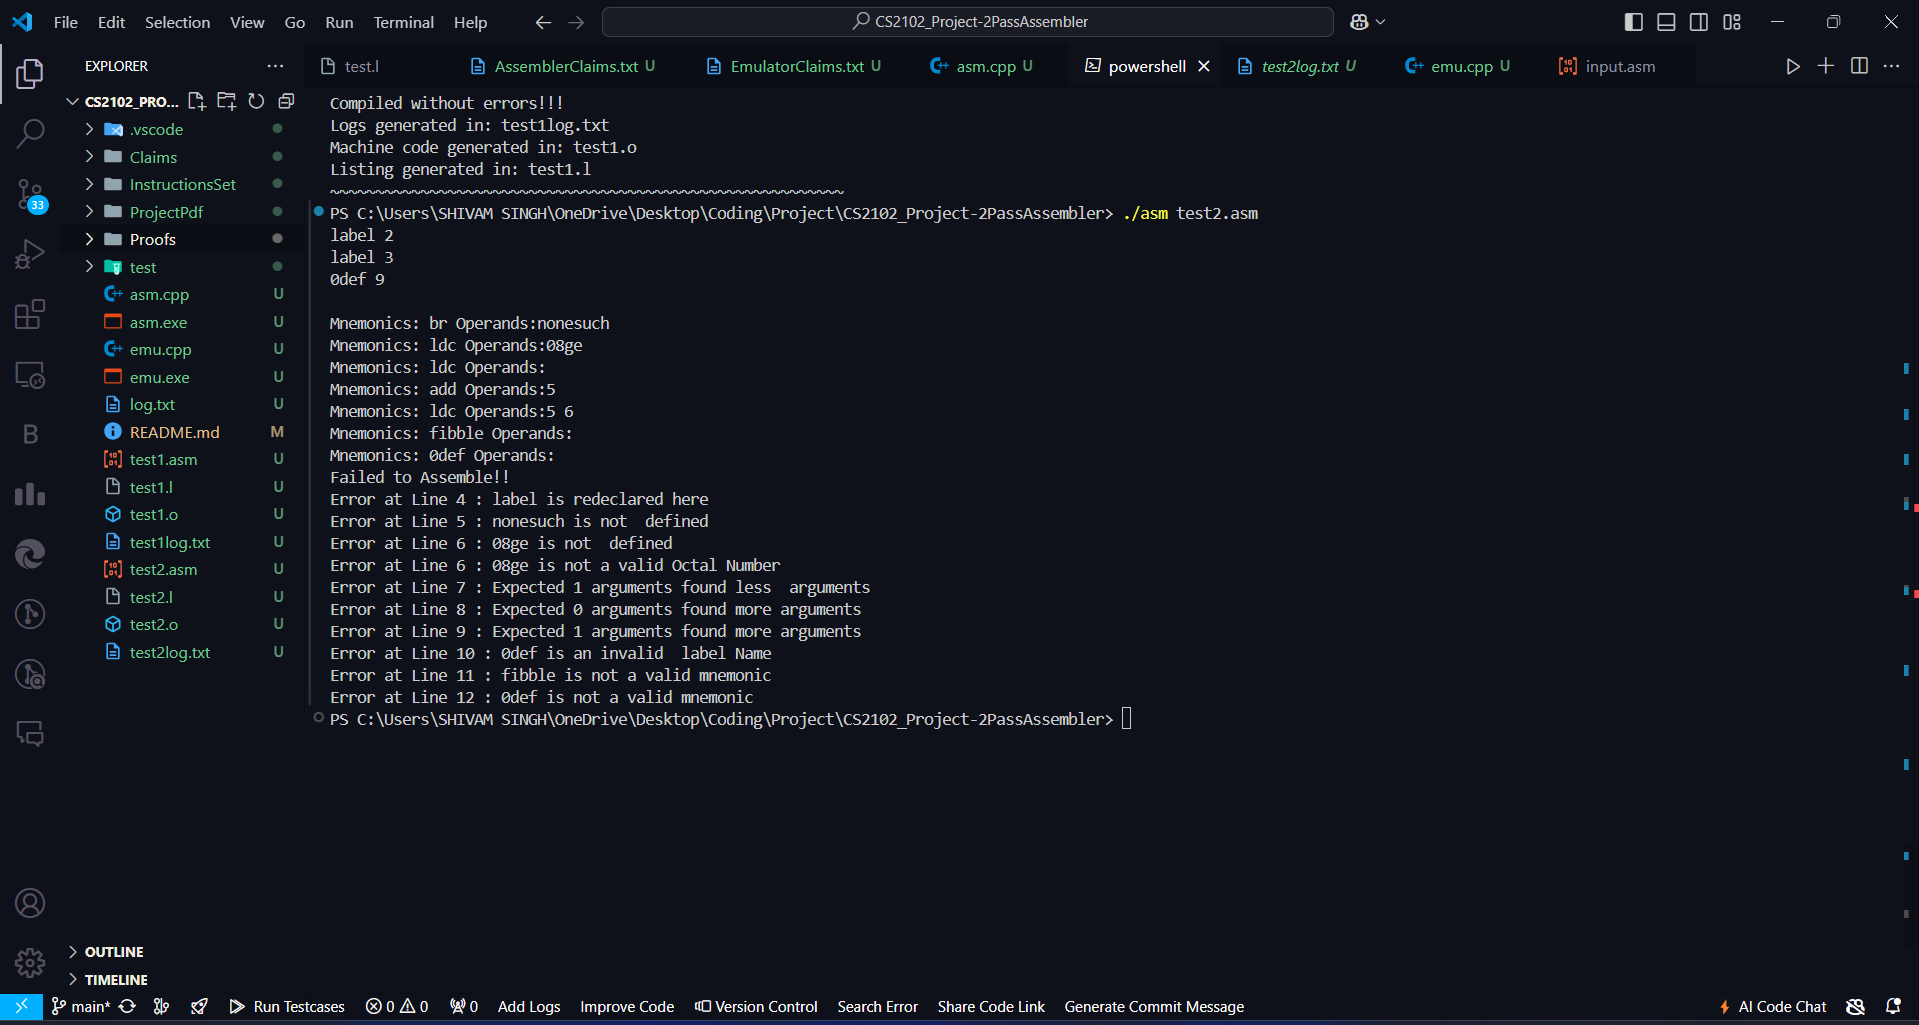 File Edit Selection View Go Run Terminal Help
CS2102_Project-2PassAssembler
EXPLORER
test.l
AssemblerClaims.txt U
EmulatorClaims.txt U
asm.cpp U
powershell
test2log.txt U
emu.cpp U
input.asm
CS2102_PRO...
.vscode
Claims
InstructionsSet
ProjectPdf
Proofs
test
asm.cpp U
asm.exe U
emu.cpp U
emu.exe U
log.txt U
README.md M
test1.asm U
test1.l U
test1.o U
test1log.txt U
test2.asm U
test2.l U
test2.o U
test2log.txt U
33
B
OUTLINE
TIMELINE
Compiled without errors!!!
Logs generated in: test1log.txt
Machine code generated in: test1.o
Listing generated in: test1.l
~~~~~~~~~~~~~~~~~~~~~~~~~~~~~~~~~~~~~~~~~~~~~~~~~~~~~~~~~
PS C:\Users\SHIVAM SINGH\OneDrive\Desktop\Coding\Project\CS2102_Project-2PassAssembler> ./asm test2.asm
label 2
label 3
0def 9
Mnemonics: br Operands:nonesuch
Mnemonics: ldc Operands:08ge
Mnemonics: ldc Operands:
Mnemonics: add Operands:5
Mnemonics: ldc Operands:5 6
Mnemonics: fibble Operands:
Mnemonics: 0def Operands:
Failed to Assemble!!
Error at Line 4 : label is redeclared here
Error at Line 5 : nonesuch is not  defined
Error at Line 6 : 08ge is not  defined
Error at Line 6 : 08ge is not a valid Octal Number
Error at Line 7 : Expected 1 arguments found less  arguments
Error at Line 8 : Expected 0 arguments found more arguments
Error at Line 9 : Expected 1 arguments found more arguments
Error at Line 10 : 0def is an invalid  label Name
Error at Line 11 : fibble is not a valid mnemonic
Error at Line 12 : 0def is not a valid mnemonic
PS C:\Users\SHIVAM SINGH\OneDrive\Desktop\Coding\Project\CS2102_Project-2PassAssembler>
main* Run Testcases 0 0 0 Add Logs Improve Code Version Control Search Error Share Code Link Generate Commit Message AI Code Chat